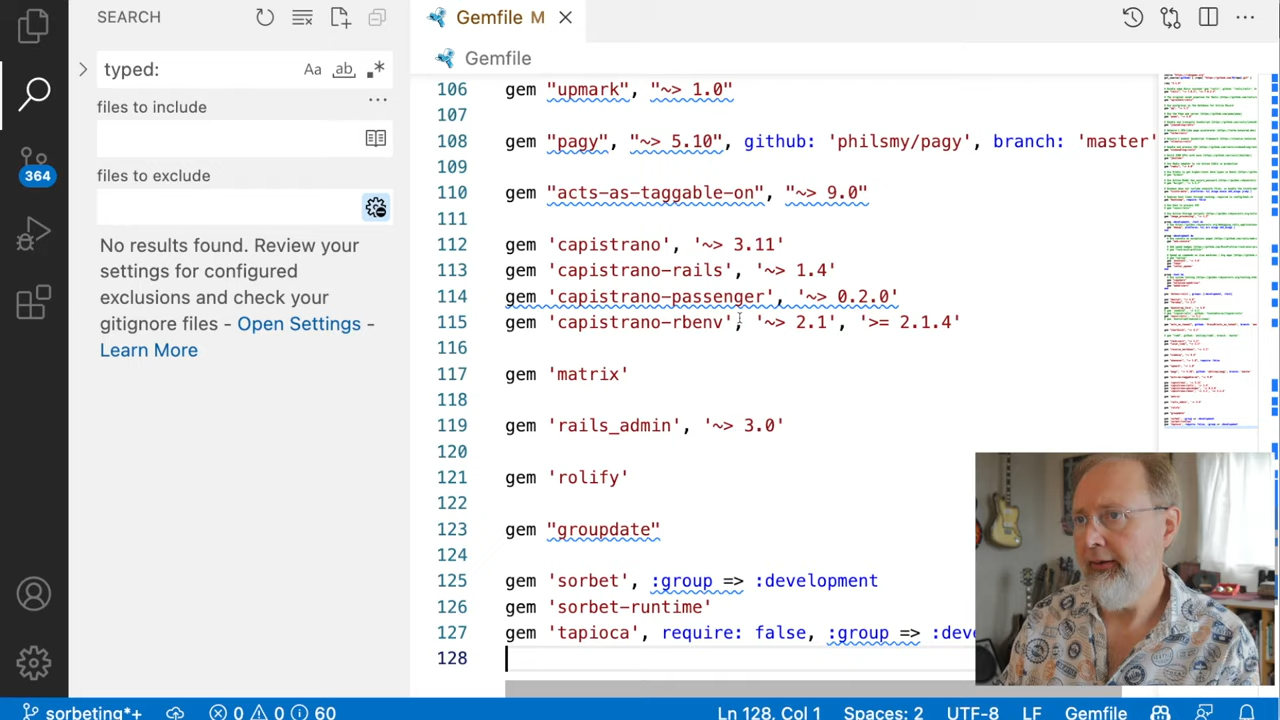 SEARCH
Gemfile M
typed:
Aa
ab
files to include
364
files to exclude
No results found. Review your
settings for configured
exclusions and check your
gitignore files - Open Settings -
Learn More
Gemfile
106 gem "upmark", "~> 1.0"
107
108 gem "pagy", "~> 5.10", github: 'philsmy/pagy', branch: 'master'
109
110 gem "acts-as-taggable-on", "~> 9.0"
111
112 gem 'capistrano', '~> 3.11'
113 gem 'capistrano-rails', '~> 1.4'
114 gem 'capistrano-passenger', '~> 0.2.0'
115 gem 'capistrano-rbenv', '~> 2.1', '>= 2.1.4'
116
117 gem 'matrix'
118
119 gem 'rails_admin', '~> 3.0'
120
121 gem 'rolify'
122
123 gem "groupdate"
124
125 gem 'sorbet', :group => :development
126 gem 'sorbet-runtime'
127 gem 'tapioca', require: false, :group => :deve
128
sorbeting*+
0 0 60
Ln 128, Col 1 Spaces: 2 UTF-8 LF Gemfile